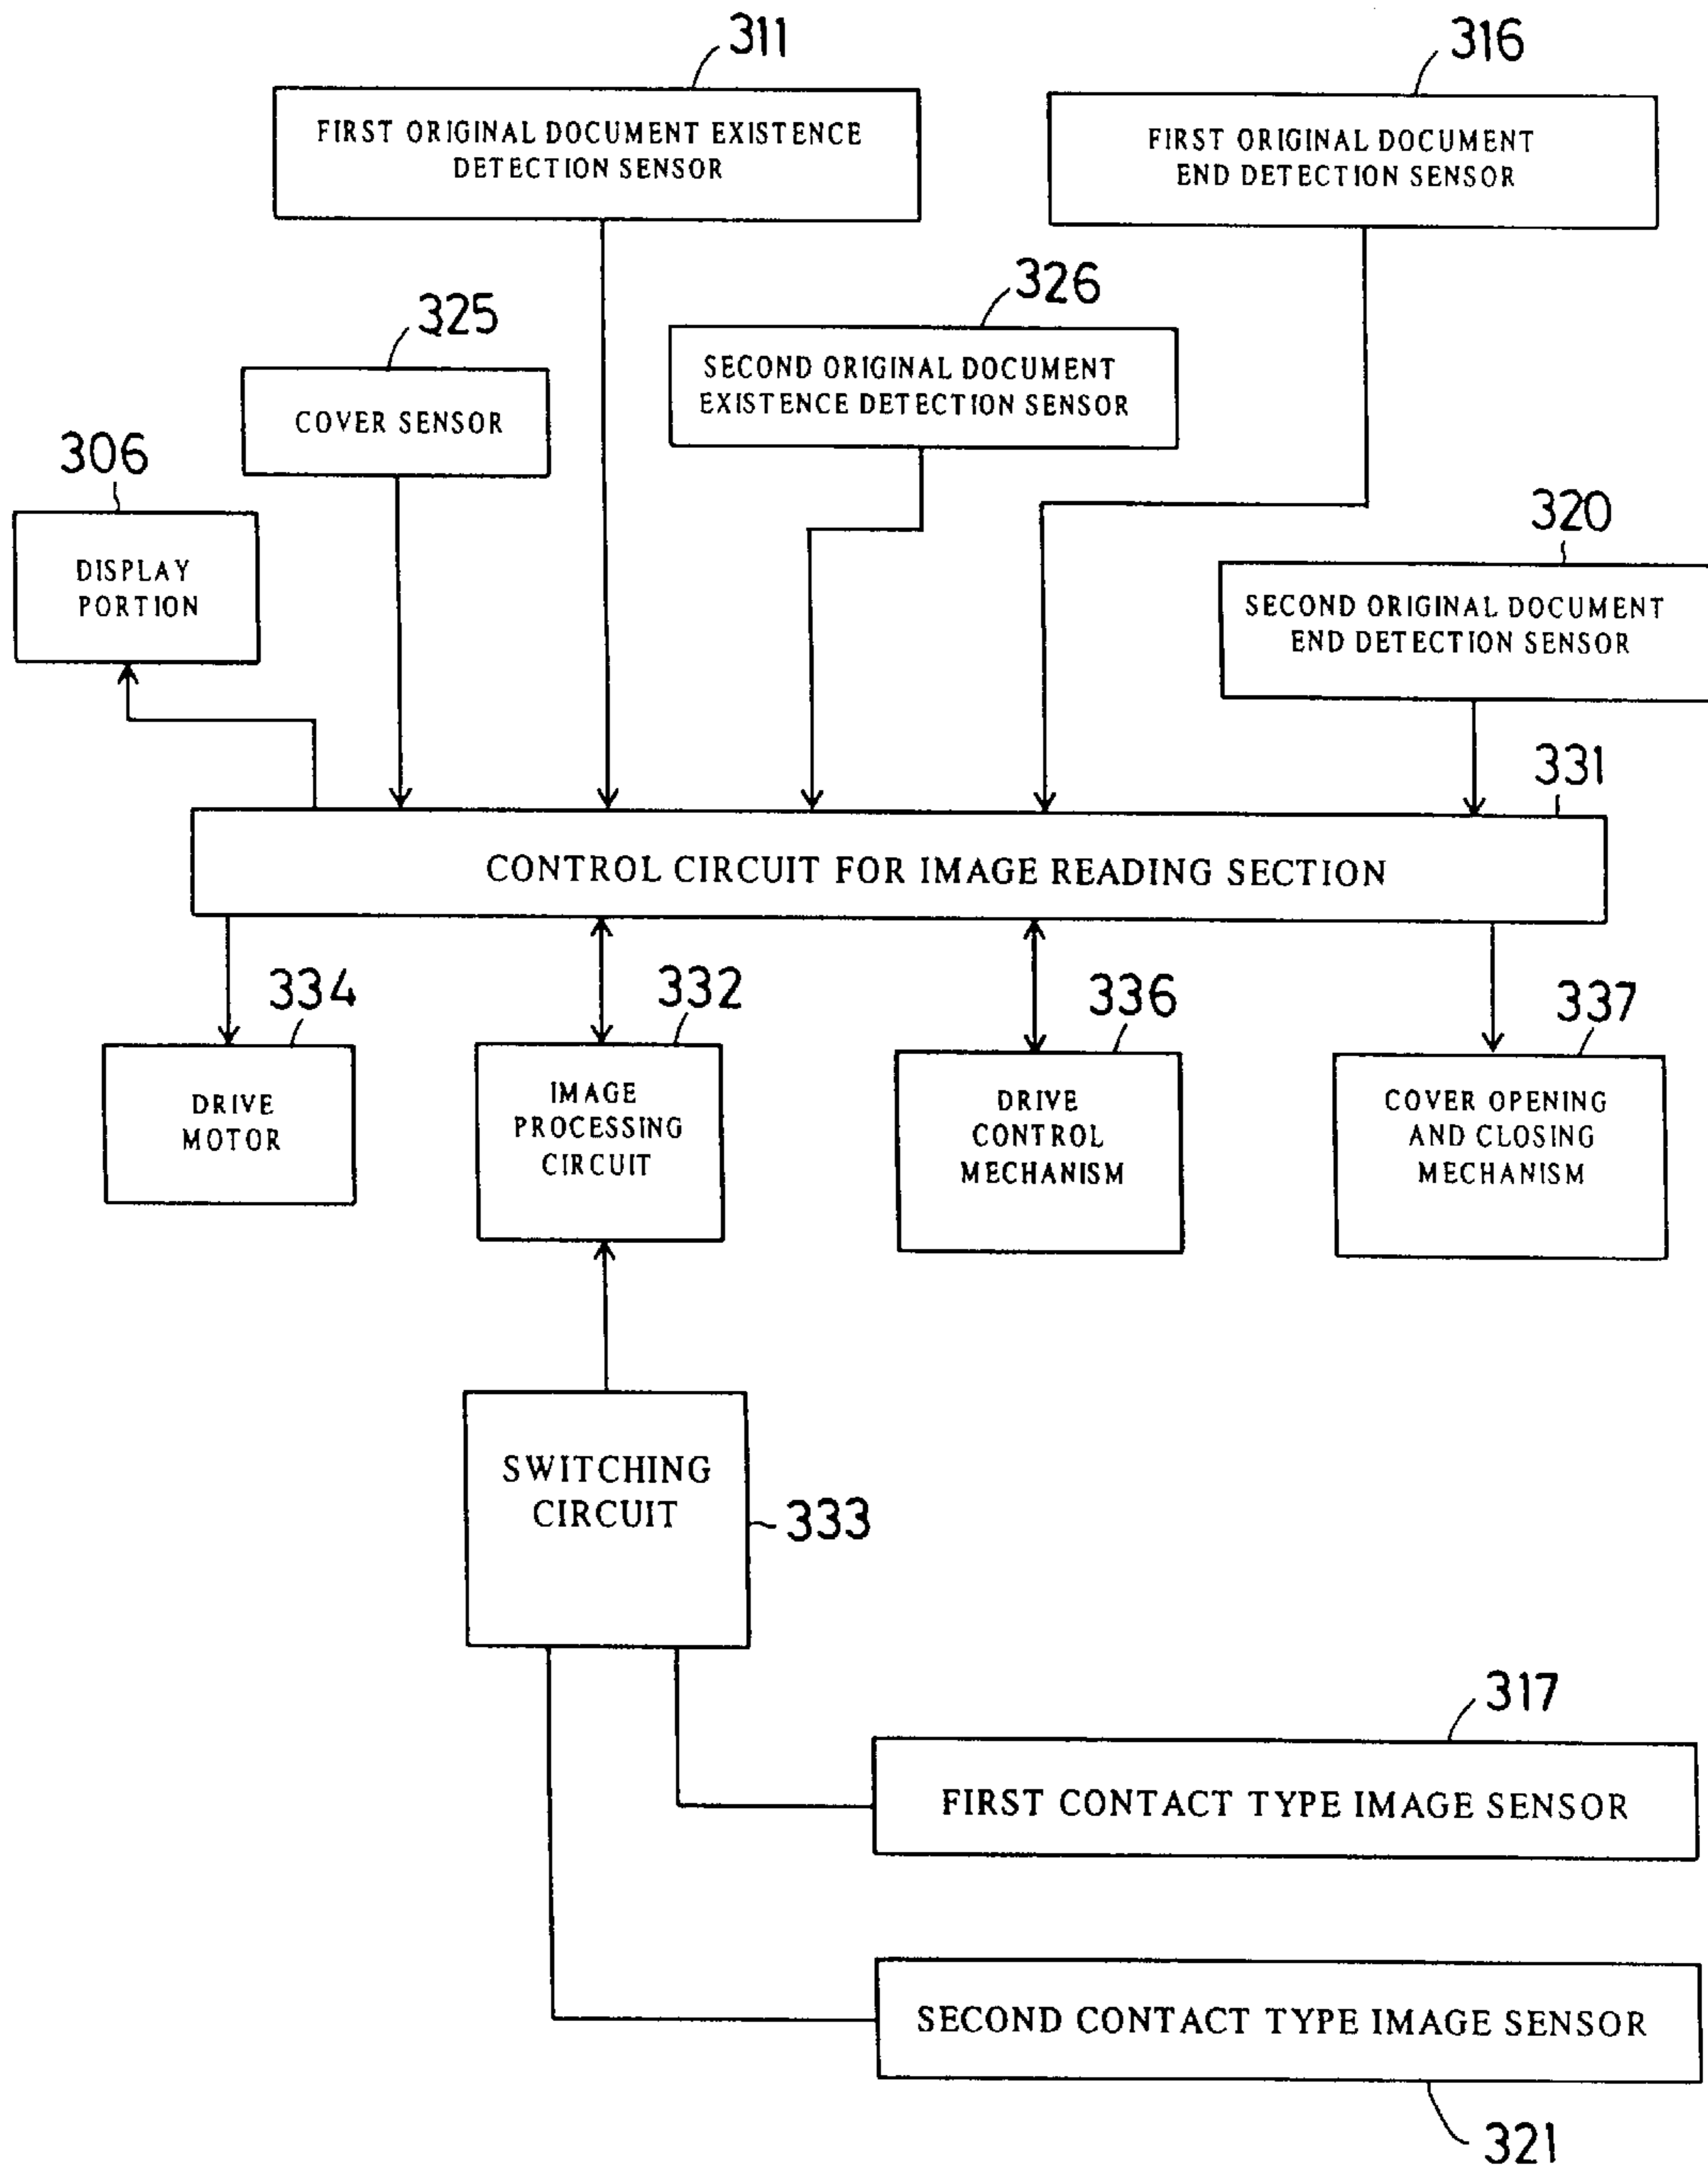 311
316
FIRST ORIGINAL DOCUMENT EXISTENCE
DETECTION SENSOR
FIRST ORIGINAL DOCUMENT
END DETECTION SENSOR
326
325
SECOND ORIGINAL DOCUMENT
EXISTENCE DETECTION SENSOR
COVER SENSOR
306
320
DISPLAY
PORTION
SECOND ORIGINAL DOCUMENT
END DETECTION SENSOR
331
CONTROL CIRCUIT FOR IMAGE READING SECTION
334
332
336
337
DRIVE
MOTOR
IMAGE
PROCESSING
CIRCUIT
DRIVE
CONTROL
MECHANISM
COVER OPENING
AND CLOSING
MECHANISM
SWITCHING
CIRCUIT
333
317
FIRST CONTACT TYPE IMAGE SENSOR
SECOND CONTACT TYPE IMAGE SENSOR
321